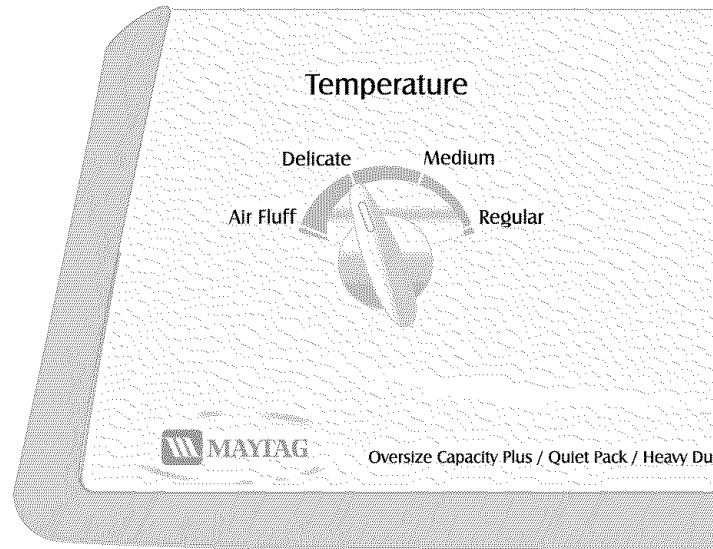 Temperature
Delicate Medium
Air Fluff Regular
MAYTAG
Oversize Capacity Plus / Quiet Pack / Heavy Du